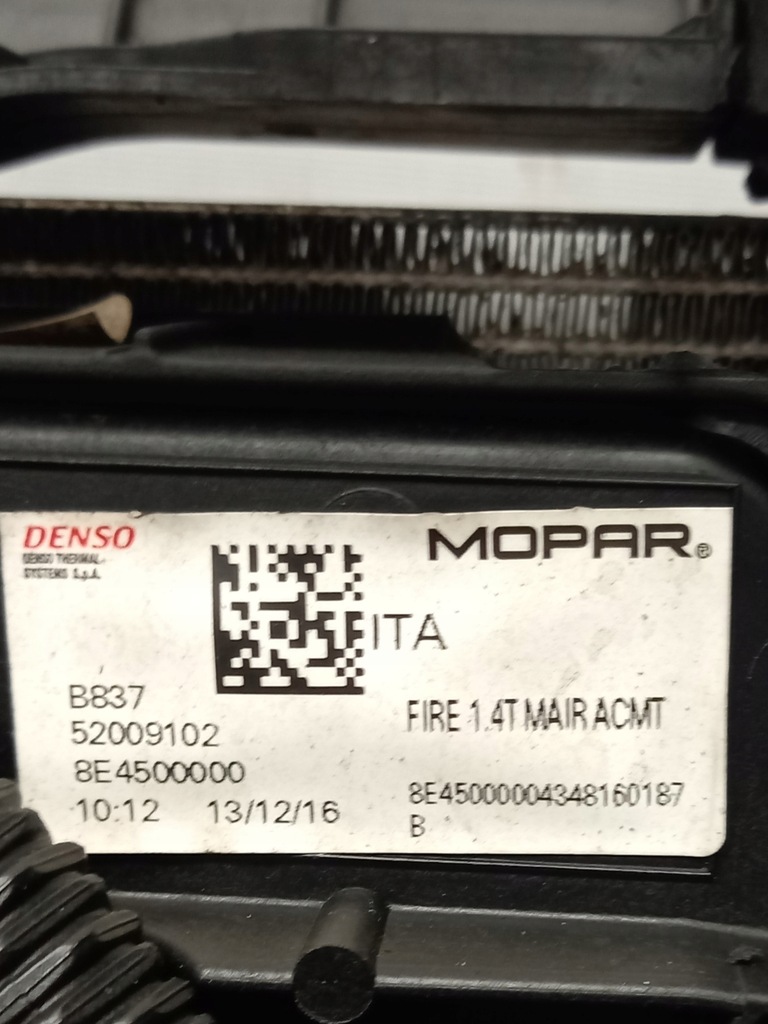 DENSO
DENSO THERMAL
SYSTEMS S.p.A.
MOPAR®
ITA
B837
52009102
8E4500000
10:12 13/12/16
FIRE 1.4T MAIR ACMT
8E45000004348160187
B